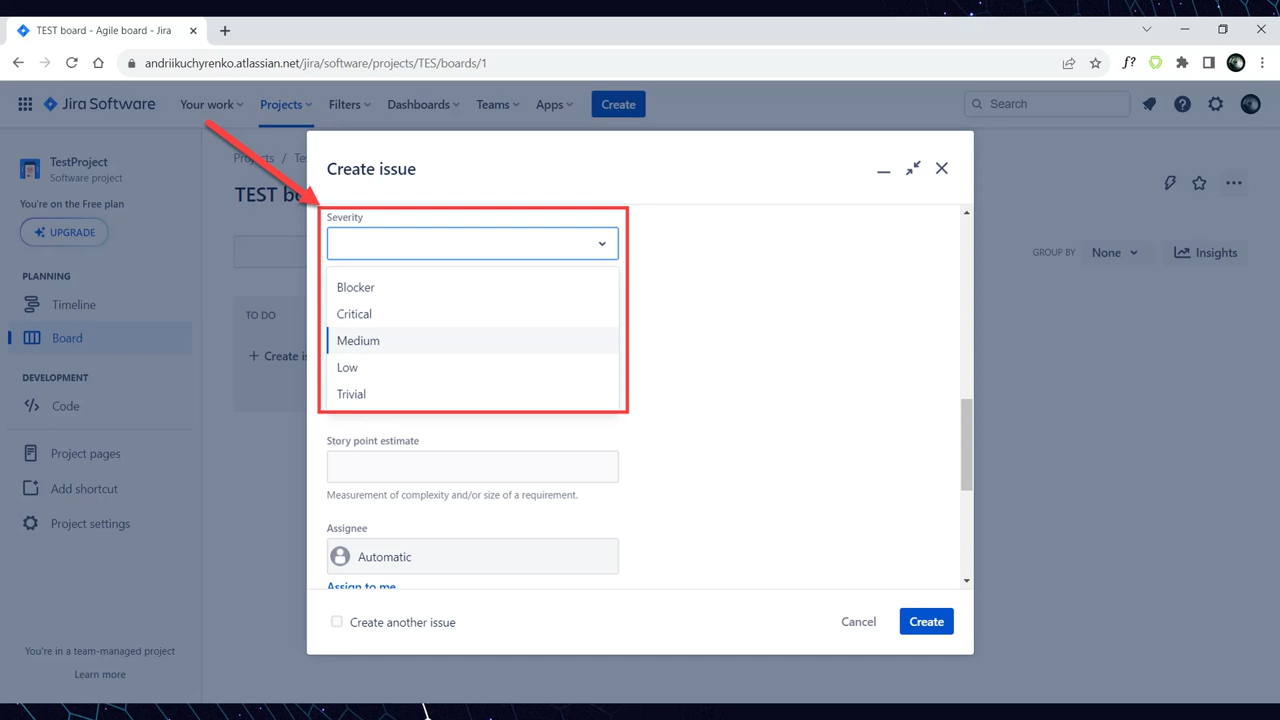 TEST board - Agile board - Jira
andriikuchyrenko.atlassian.net/jira/software/projects/TES/boards/1
f?
Jira Software
Your work
Projects
Filters
Dashboards
Teams
Apps
Create
Search
TestProject
Software project
You're on the Free plan
UPGRADE
PLANNING
Timeline
Board
DEVELOPMENT
Code
Project pages
Add shortcut
Project settings
You're in a team-managed project
Learn more
Projects / Te
TEST b
GROUP BY
None
Insights
TO DO
+ Create is
Create issue
Severity
Blocker
Critical
Medium
Low
Trivial
Story point estimate
Measurement of complexity and/or size of a requirement.
Assignee
Automatic
Assign to me
Create another issue
Cancel
Create